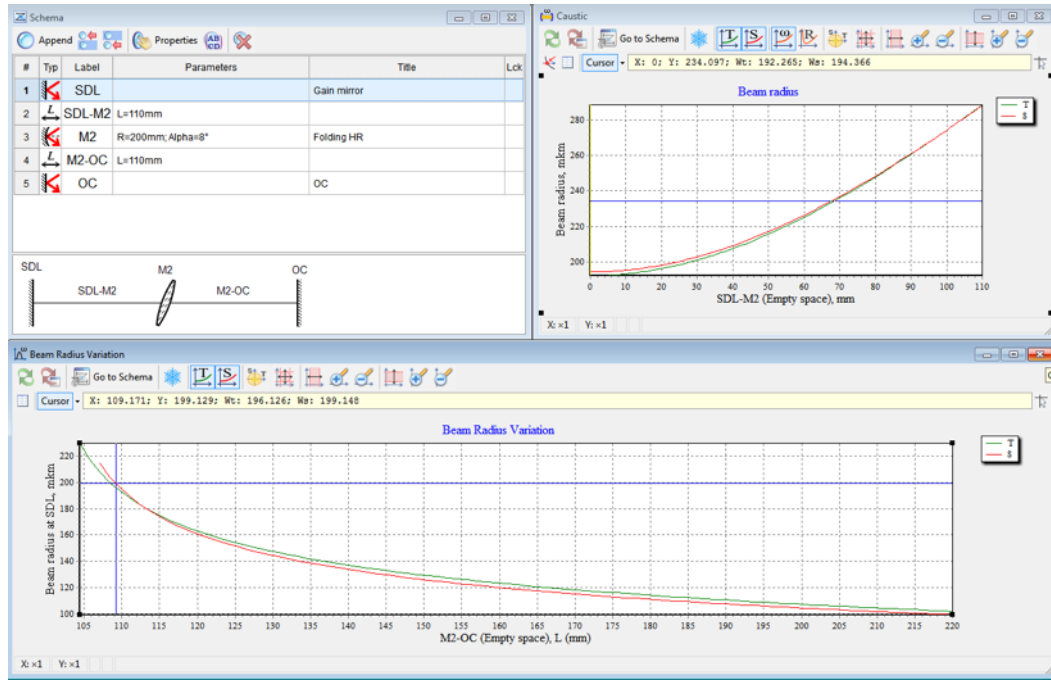 Schema
Append Properties
# Typ Label Parameters Title Lck
1 SDL Gain mirror
2 L SDL-M2 L=110mm
3 M2 R=200mm; Alpha=8° Folding HR
4 L M2-OC L=110mm
5 OC OC
SDL M2 OC
SDL-M2 M2-OC
Caustic
Go to Schema T S ω R
Cursor X: 0; Y: 234.097; Wt: 192.265; Ws: 194.366
Beam radius
T
S
Beam radius, mkm
280
260
240
220
200
0 10 20 30 40 50 60 70 80 90 100 110
SDL-M2 (Empty space), mm
X: ×1 Y: ×1
Beam Radius Variation
Go to Schema T S
Cursor X: 109.171; Y: 199.129; Wt: 196.126; Ws: 199.148
Beam Radius Variation
T
S
Beam radius at SDL, mkm
220
200
180
160
140
120
100
105 110 115 120 125 130 135 140 145 150 155 160 165 170 175 180 185 190 195 200 205 210 215 220
M2-OC (Empty space), L (mm)
X: ×1 Y: ×1